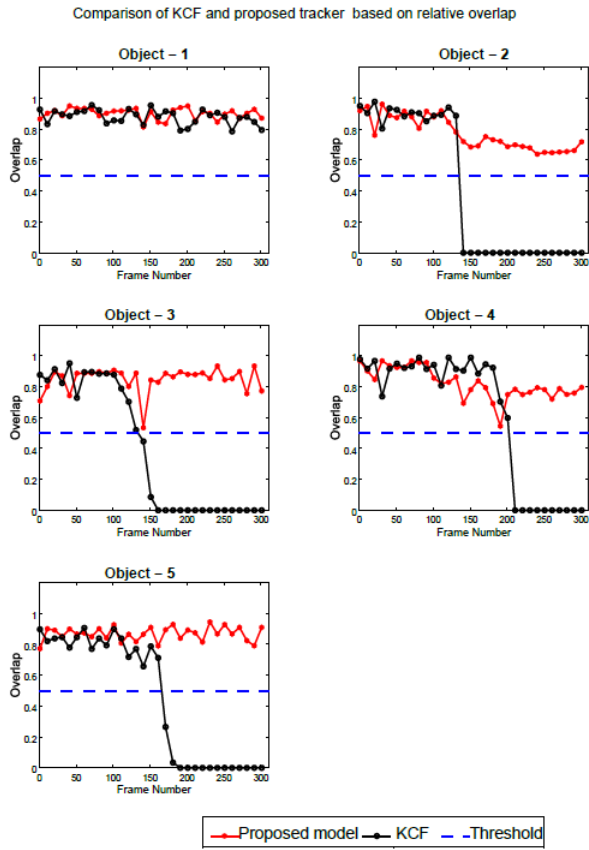 Comparison of KCF and proposed tracker based on relative overlap
Object – 1
Overlap
1
0.8
0.6
0.4
0.2
0
0 50 100 150 200 250 300
Frame Number
Object – 2
Overlap
1
0.8
0.6
0.4
0.2
0
0 50 100 150 200 250 300
Frame Number
Object – 3
Overlap
1
0.8
0.6
0.4
0.2
0
0 50 100 150 200 250 300
Frame Number
Object – 4
Overlap
1
0.8
0.6
0.4
0.2
0
0 50 100 150 200 250 300
Frame Number
Object – 5
Overlap
1
0.8
0.6
0.4
0.2
0
0 50 100 150 200 250 300
Frame Number
Proposed model KCF Threshold